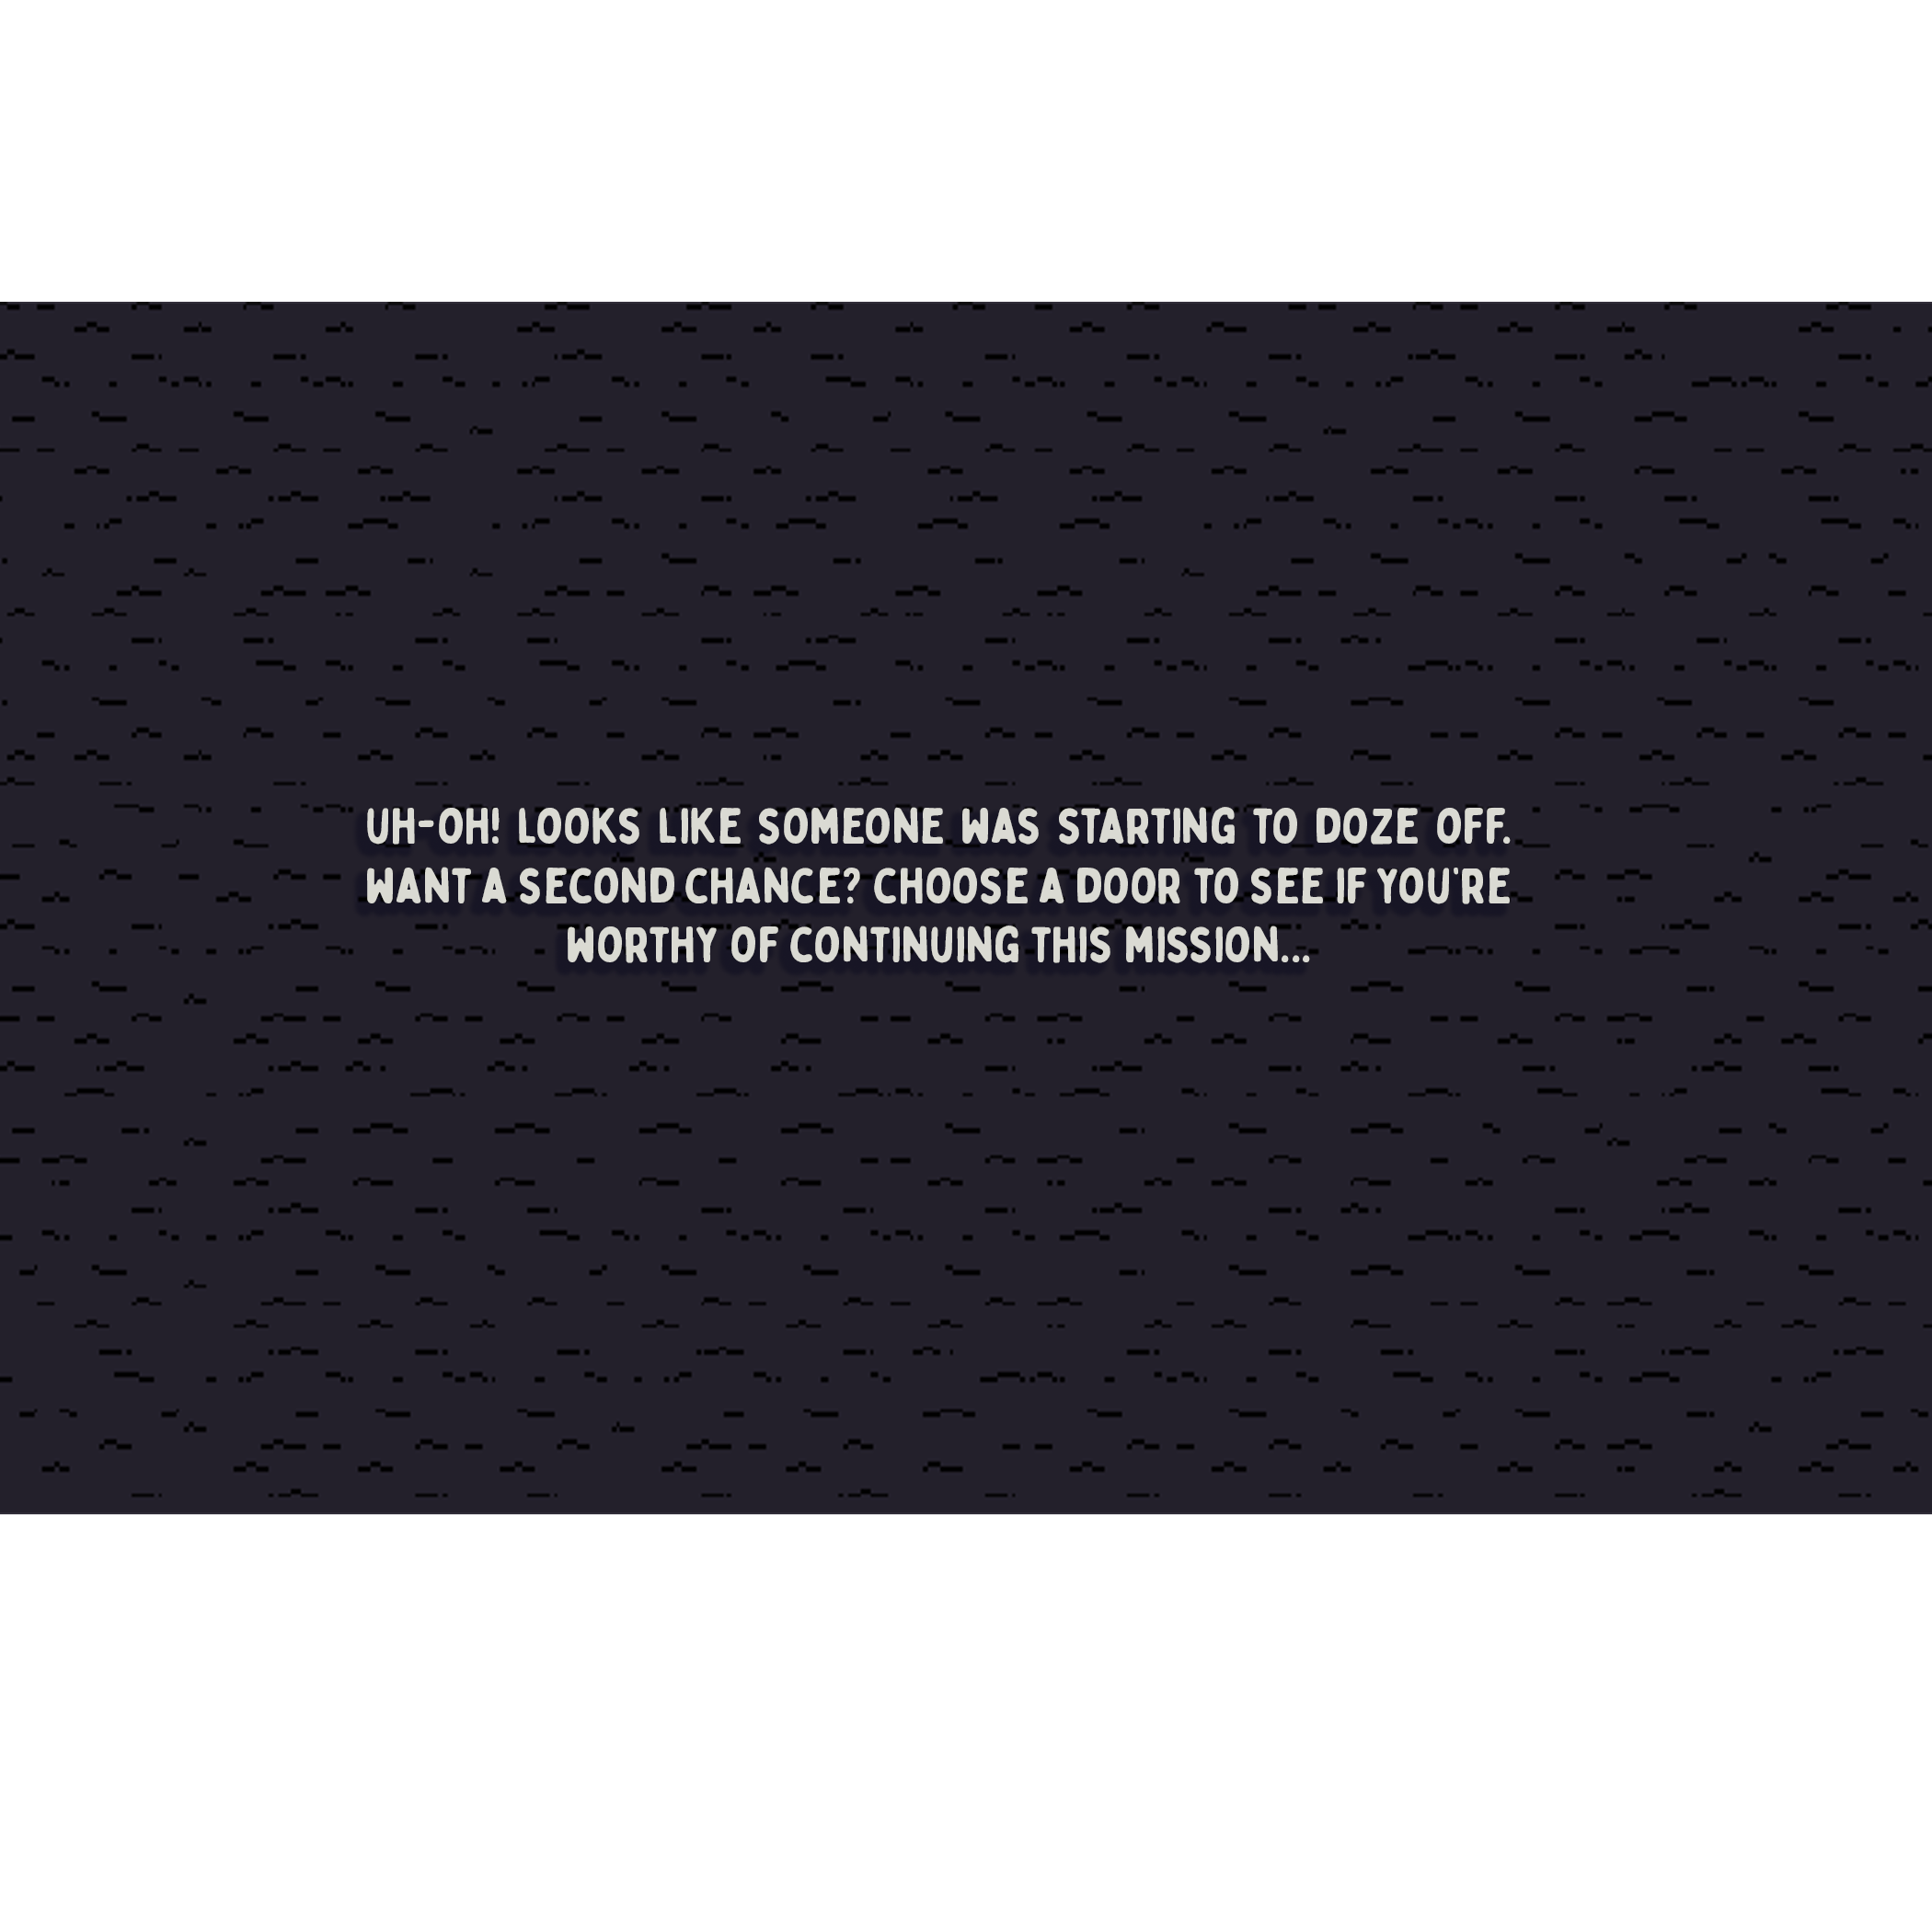 UH-OH! LOOKS LIKE SOMEONE WAS STARTING TO DOZE OFF.
WANT A SECOND CHANCE? CHOOSE A DOOR TO SEE IF YOU'RE
WORTHY OF CONTINUING THIS MISSION...